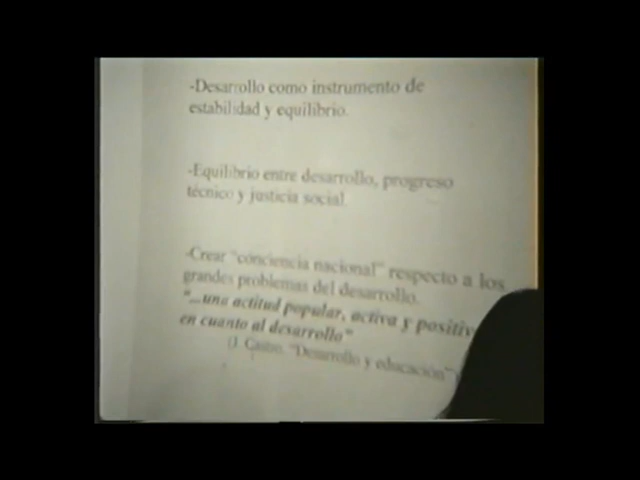 -Desarrollo como instrumento de
estabilidad y equilibrio.
-Equilibrio entre desarrollo, progreso
técnico y justicia social.
-Crear "conciencia nacional" respecto a los
grandes problemas del desarrollo.
"...una actitud popular, activa y positiv
en cuanto al desarrollo"
(J. "Desarrollo y educación")